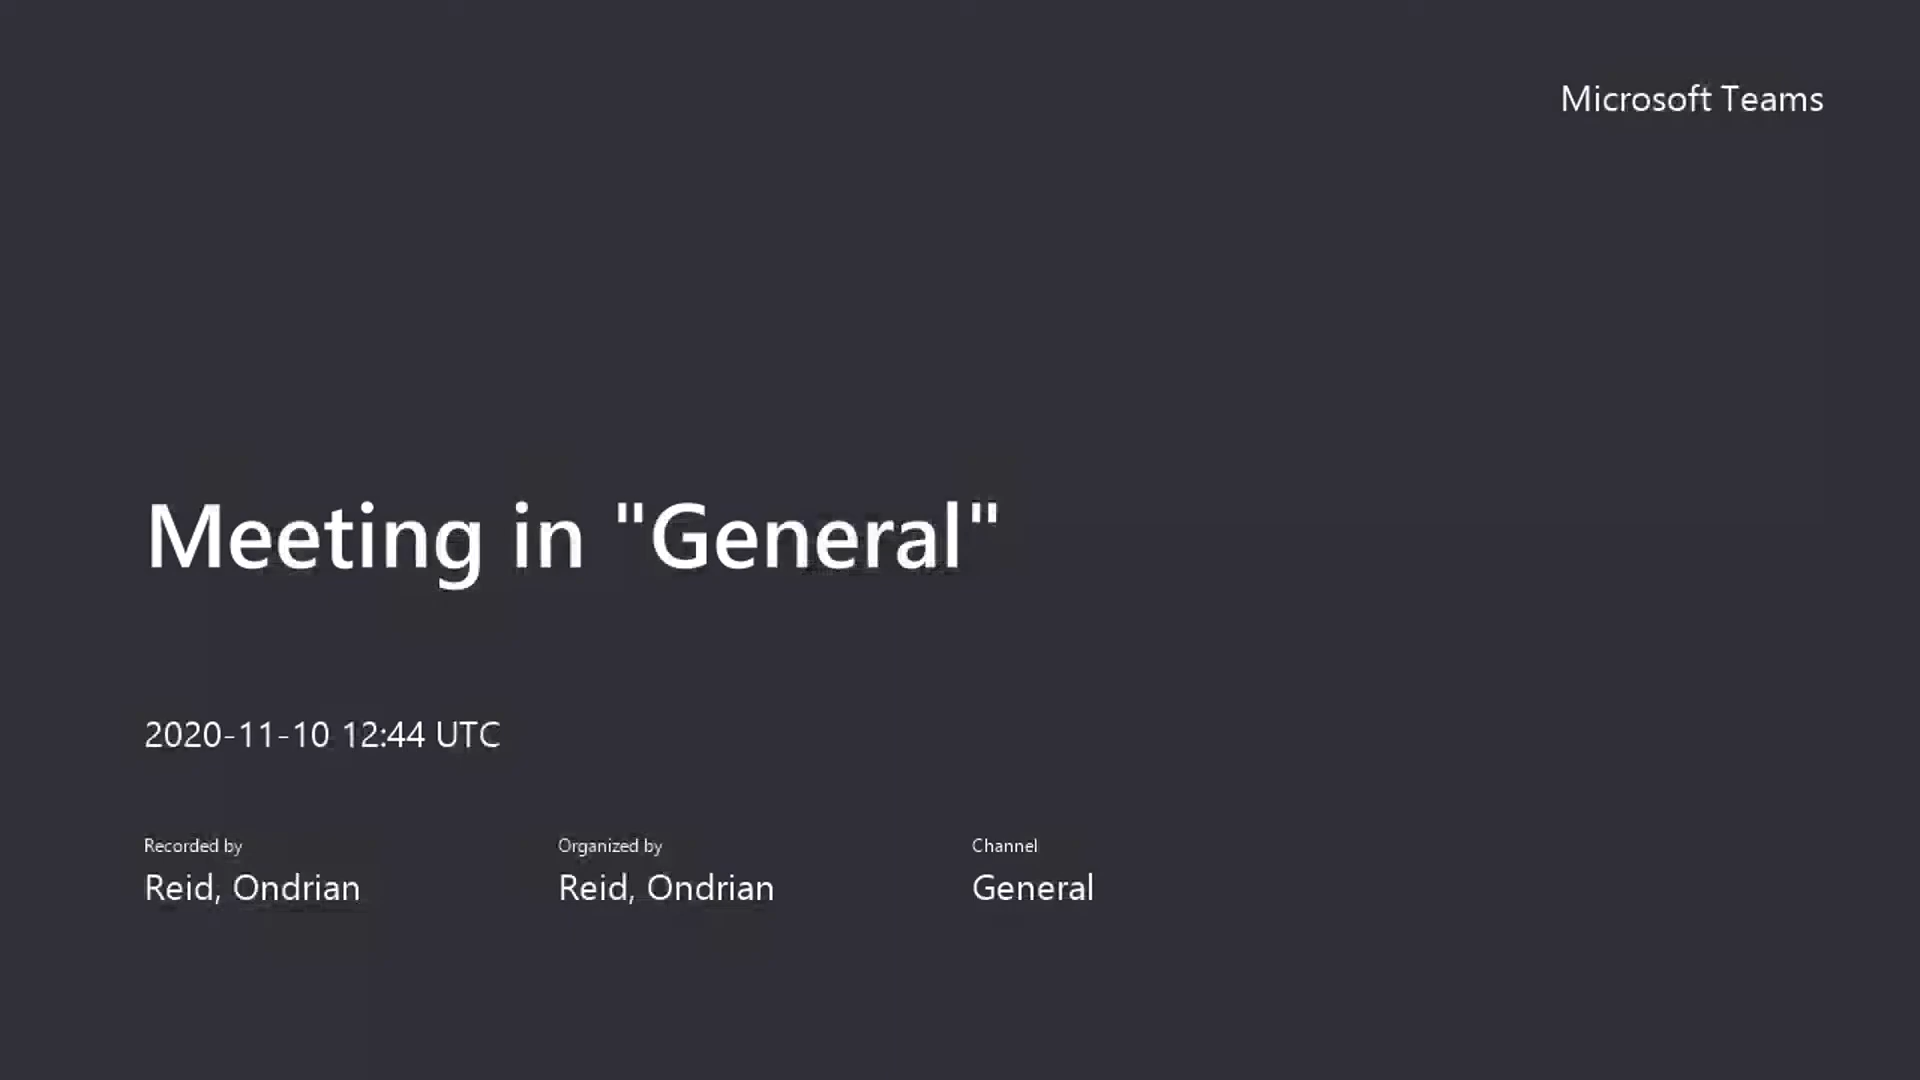 Microsoft Teams
Meeting in "General"
2020-11-10 12:44 UTC
Recorded by
Reid, Ondrian
Organized by
Reid, Ondrian
Channel
General